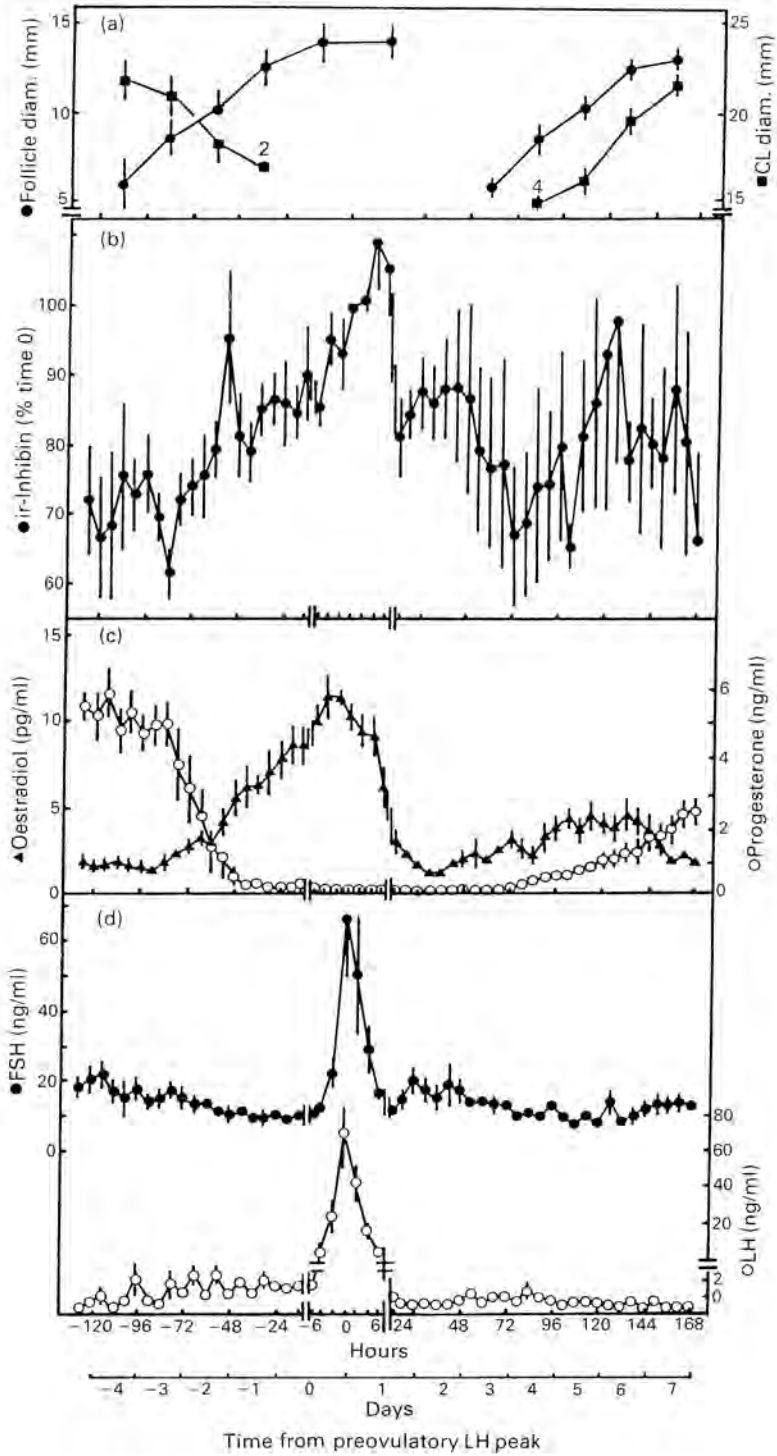 (a)
15
10
5
●Follicle diam. (mm)
25
20
15
■CL diam. (mm)
2
4
(b)
100
90
80
70
60
●ir-Inhibin (% time 0)
(c)
15
10
5
0
▲Oestradiol (pg/ml)
6
4
2
0
○Progesterone (ng/ml)
(d)
60
40
20
0
●FSH (ng/ml)
80
60
40
20
2
0
○LH (ng/ml)
−120 −96 −72 −48 −24 −6 0 6 24 48 72 96 120 144 168
Hours
−4 −3 −2 −1 0 1 2 3 4 5 6 7
Days
Time from preovulatory LH peak